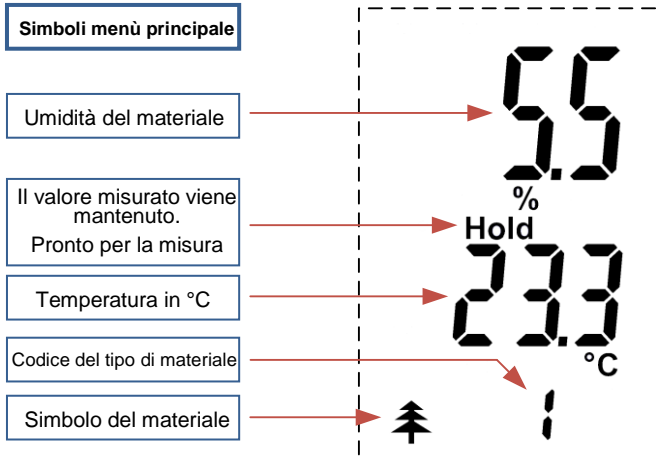 Simboli menù principale
Umidità del materiale
5.5
%
Il valore misurato viene
mantenuto.
Pronto per la misura
Hold
Temperatura in °C
23.3
°C
Codice del tipo di materiale
1
Simbolo del materiale